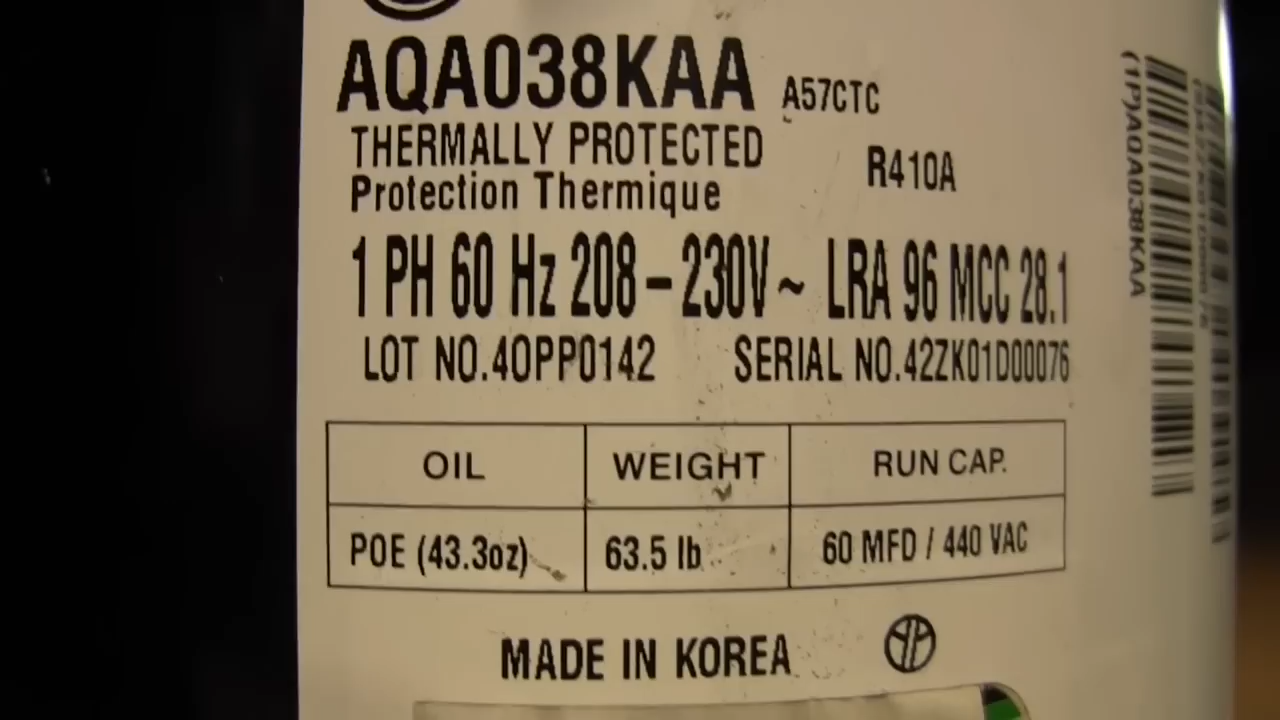 AQA038KAA A57CTC
THERMALLY PROTECTED
Protection Thermique R410A
1 PH 60 Hz 208-230V~ LRA 96 MCC 28.1
LOT NO.40PP0142 SERIAL NO.42ZK01D00076
OIL WEIGHT RUN CAP.
POE (43.3oz) 63.5 lb 60 MFD / 440 VAC
MADE IN KOREA
(1P)AQA038KAA